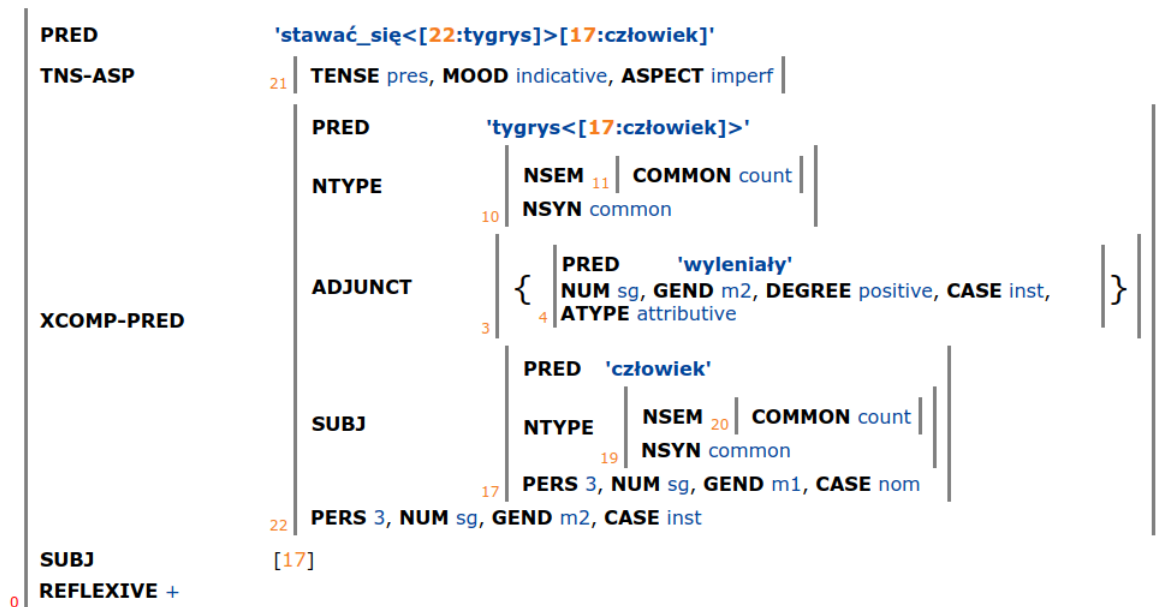 PRED 'stawać_się<[22:tygrys]>[17:człowiek]'
TNS-ASP 21 TENSE pres, MOOD indicative, ASPECT imperf
PRED 'tygrys<[17:człowiek]>'
NTYPE NSEM 11 COMMON count
10 NSYN common
ADJUNCT { PRED 'wyleniały' }
NUM sg, GEND m2, DEGREE positive, CASE inst,
3 4 ATYPE attributive
XCOMP-PRED
PRED 'człowiek'
SUBJ NTYPE NSEM 20 COMMON count
19 NSYN common
17 PERS 3, NUM sg, GEND m1, CASE nom
22 PERS 3, NUM sg, GEND m2, CASE inst
SUBJ [17]
0 REFLEXIVE +